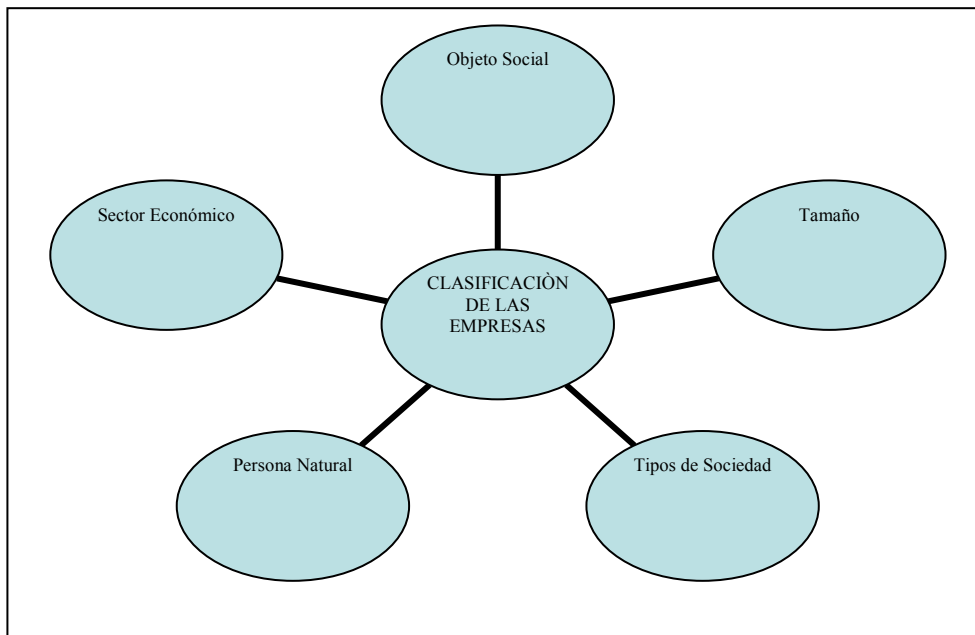 Objeto Social
Sector Económico
Tamaño
CLASIFICACIÒN
DE LAS
EMPRESAS
Persona Natural
Tipos de Sociedad